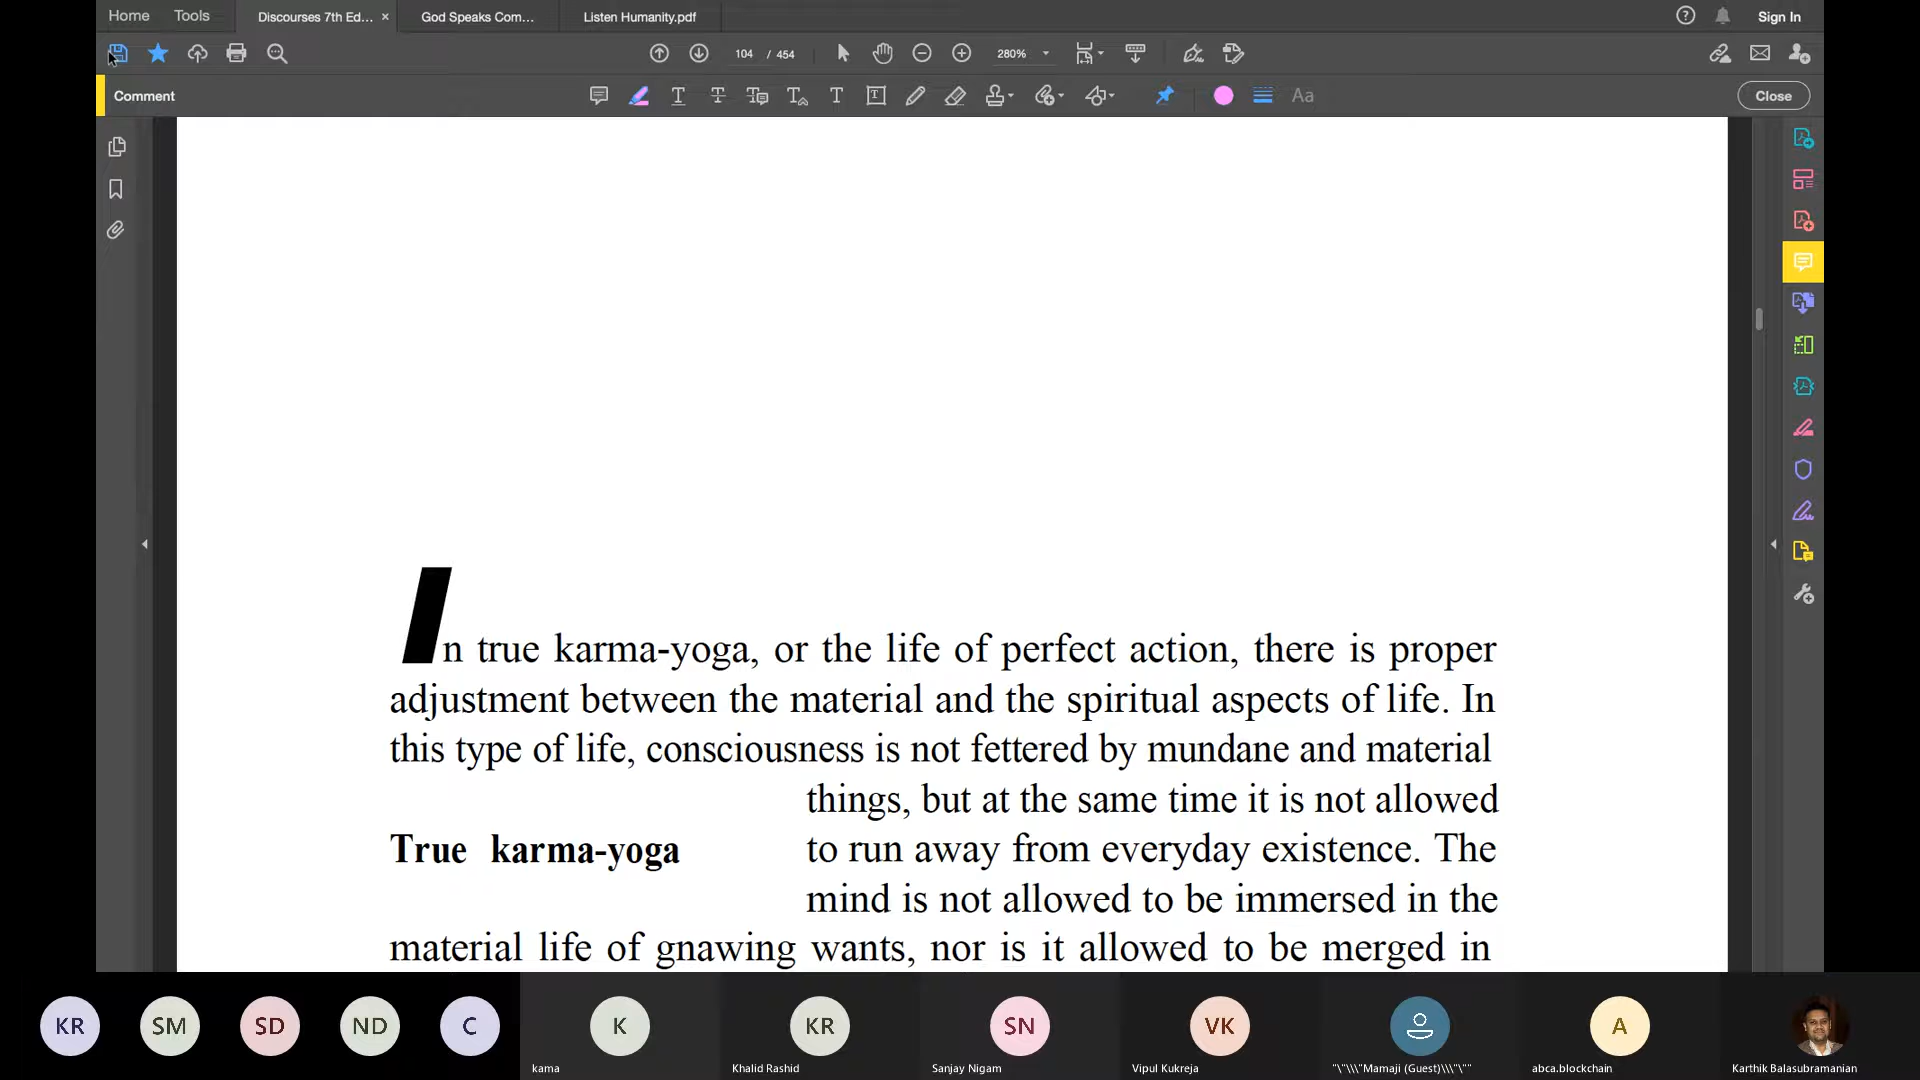 Home Tools Discourses 7th Ed... × God Speaks Com... Listen Humanity.pdf Sign In
104 / 454 280%
Comment Aa Close
In true karma-yoga, or the life of perfect action, there is proper
adjustment between the material and the spiritual aspects of life. In
this type of life, consciousness is not fettered by mundane and material
things, but at the same time it is not allowed
True karma-yoga to run away from everyday existence. The
mind is not allowed to be immersed in the
material life of gnawing wants, nor is it allowed to be merged in
KR SM SD ND C K KR SN VK A
kama Khalid Rashid Sanjay Nigam Vipul Kukreja "\"\\\"Mamaji (Guest)\\\"\"" abca.blockchain Karthik Balasubramanian